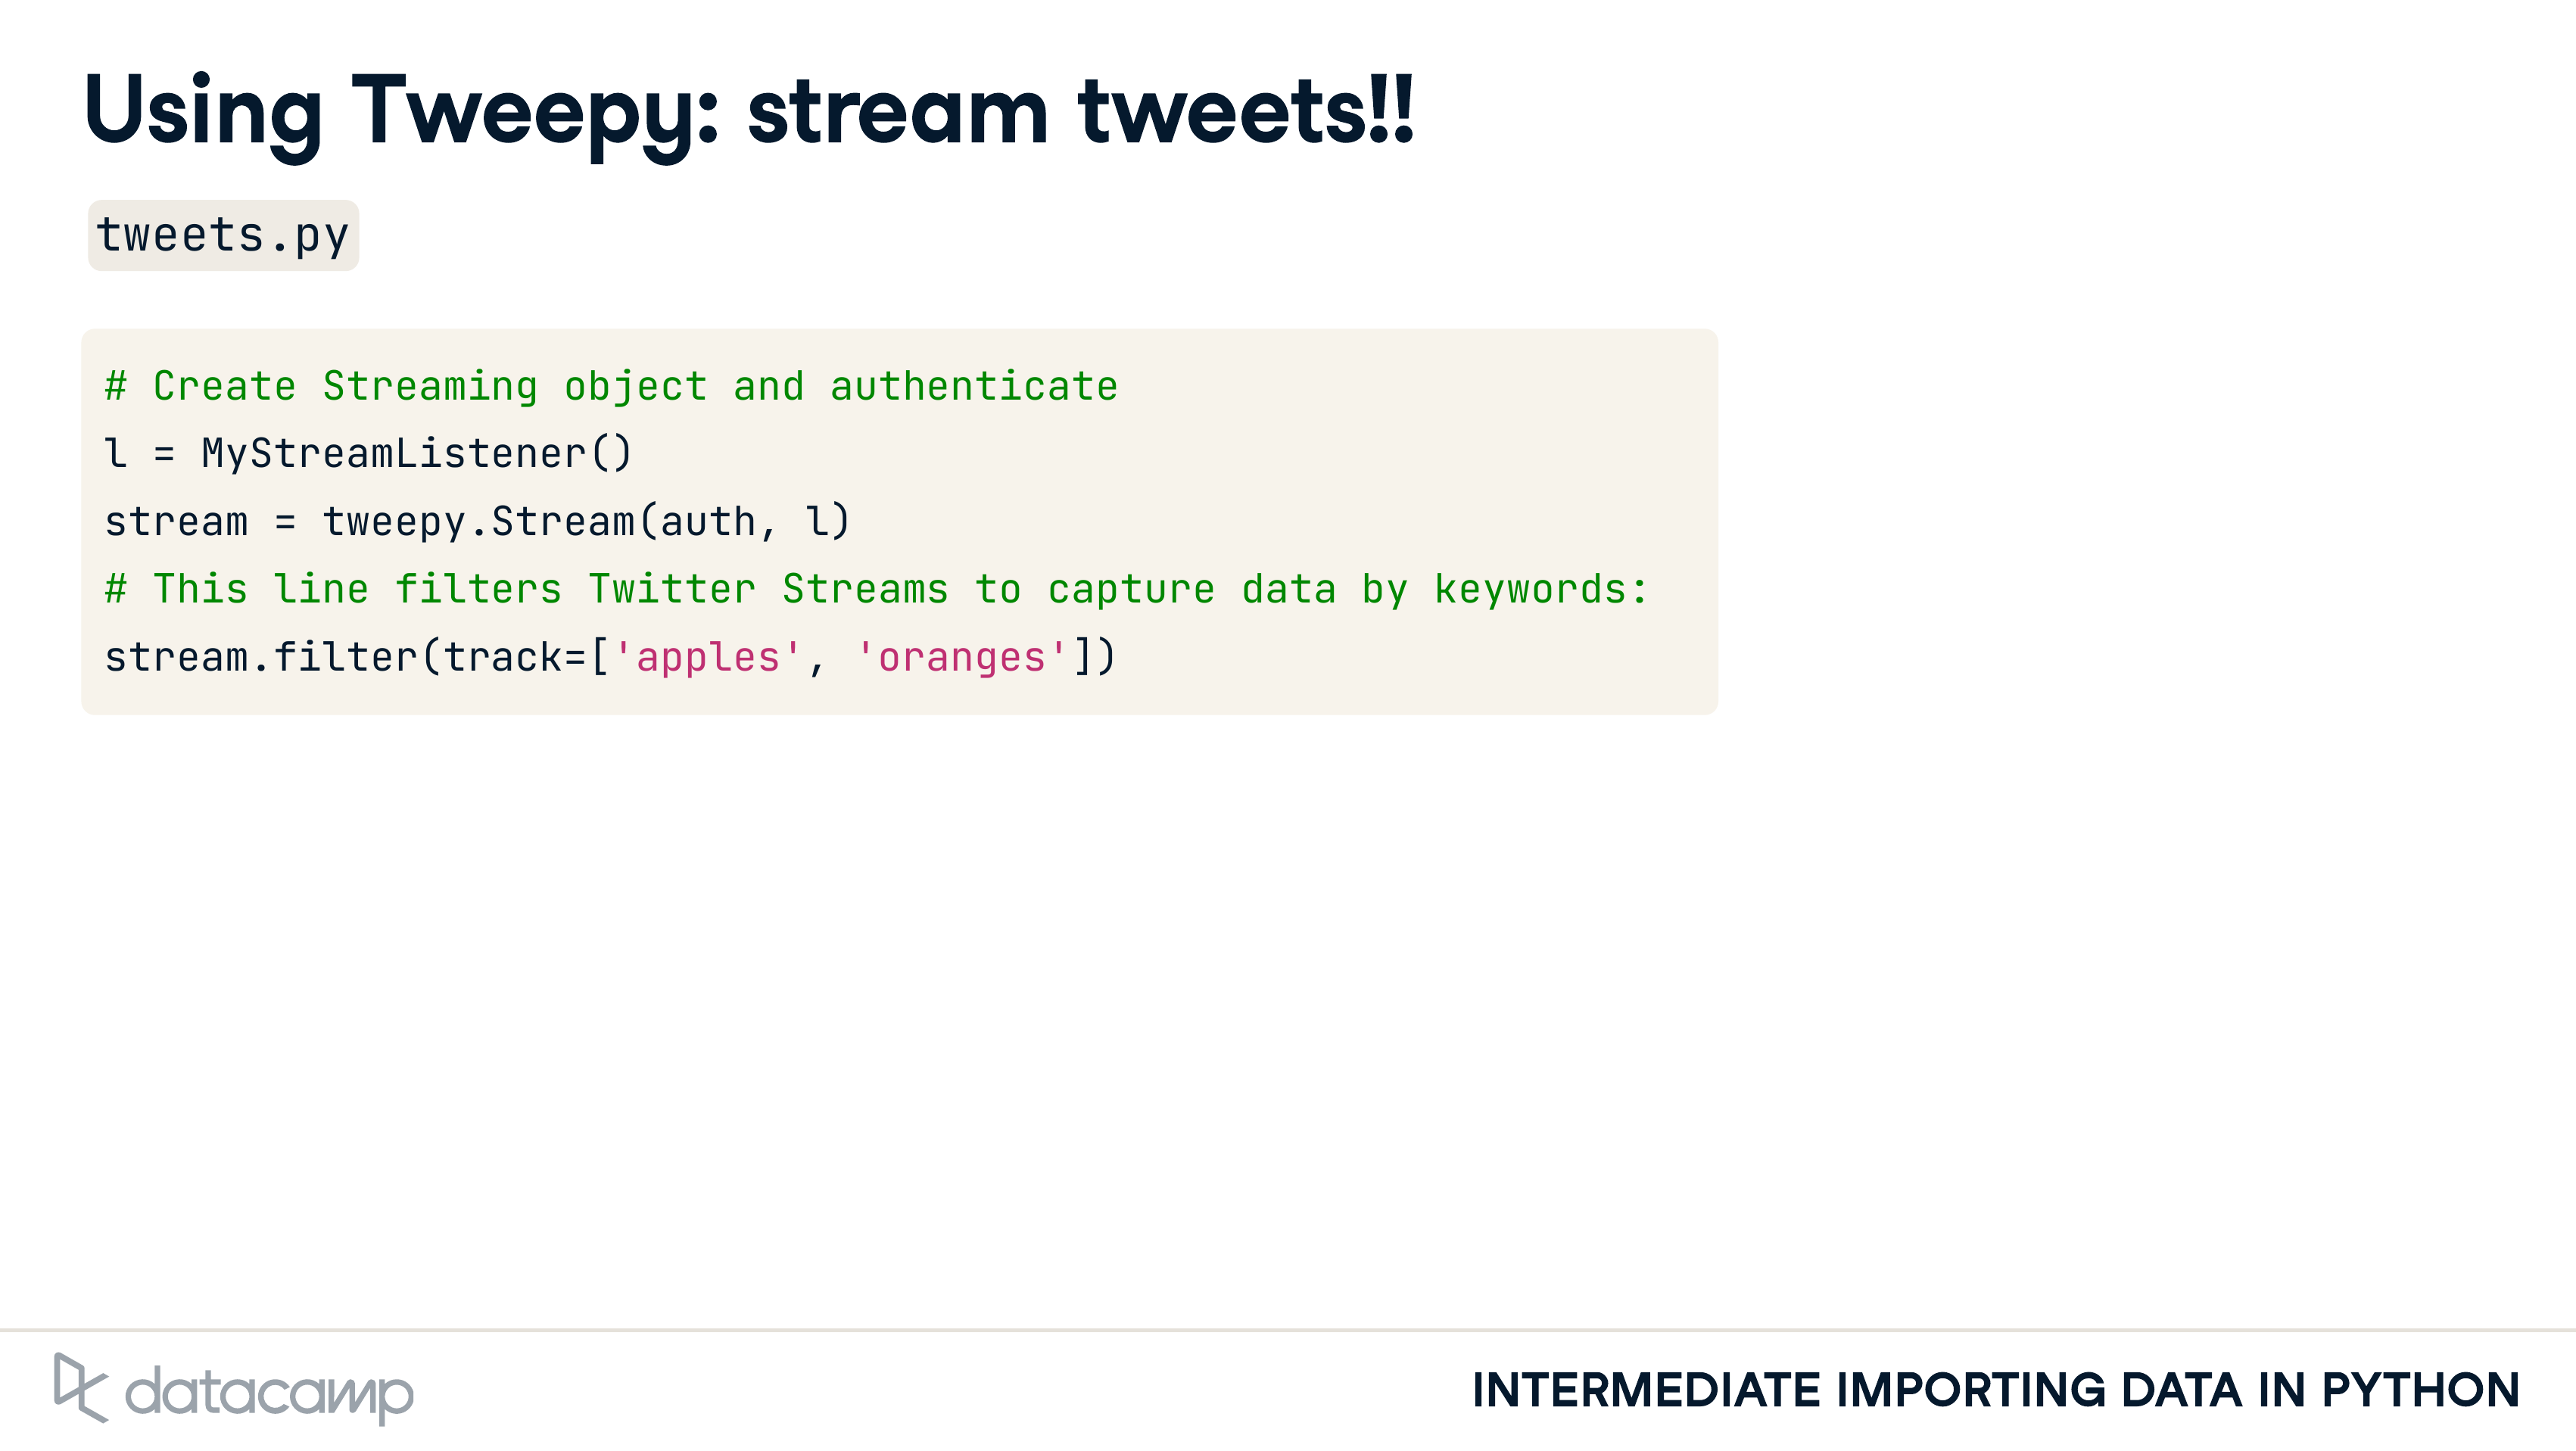 Using Tweepy: stream tweets!!
tweets.py
# Create Streaming object and authenticate
l = MyStreamListener()
stream = tweepy.Stream(auth, l)
# This line filters Twitter Streams to capture data by keywords:
stream.filter(track=['apples', 'oranges'])
datacamp
INTERMEDIATE IMPORTING DATA IN PYTHON